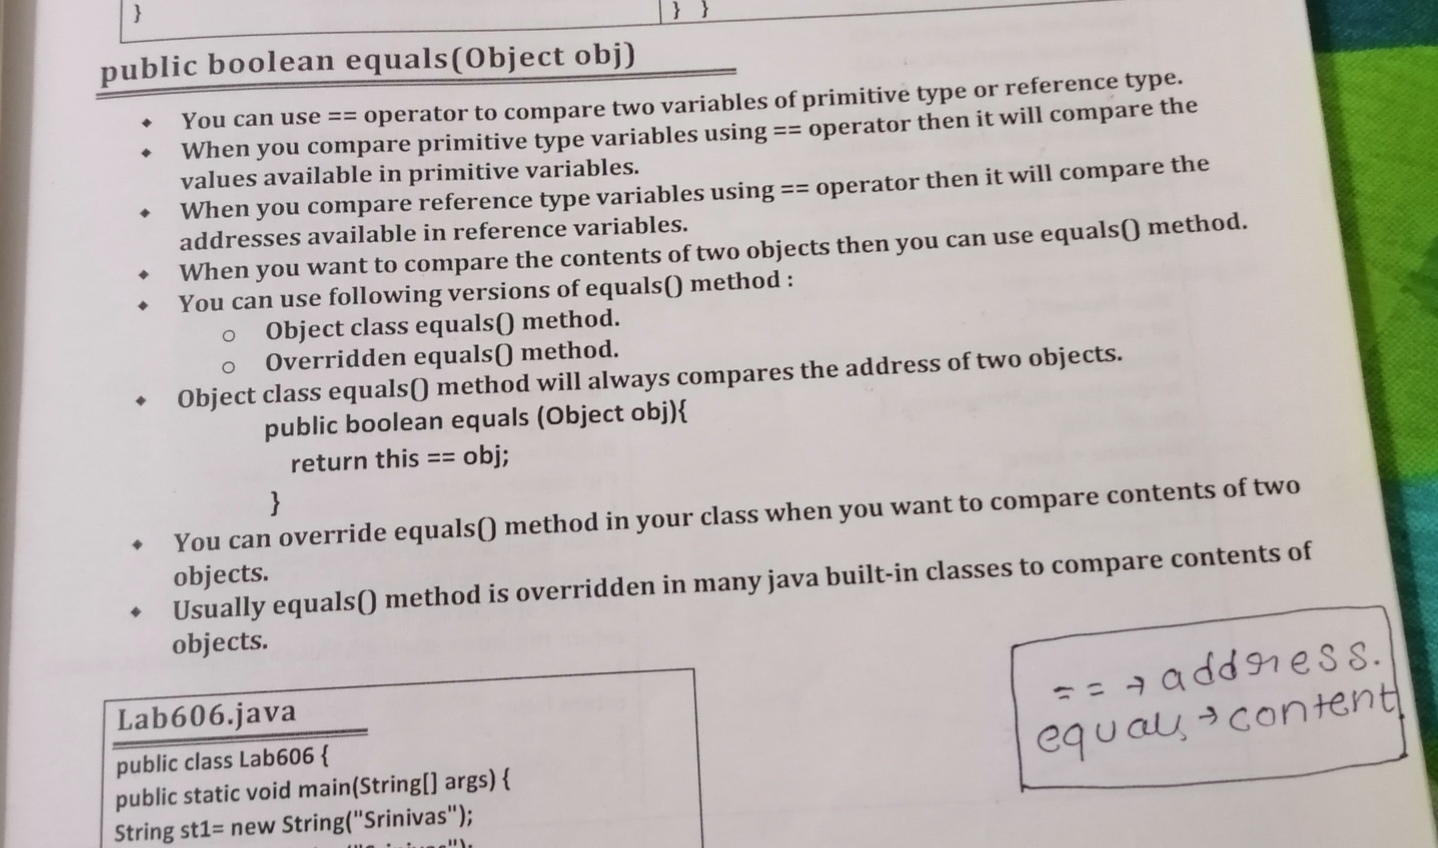 }
} }
public boolean equals(Object obj)
⬥ You can use == operator to compare two variables of primitive type or reference type.
⬥ When you compare primitive type variables using == operator then it will compare the
values available in primitive variables.
⬥ When you compare reference type variables using == operator then it will compare the
addresses available in reference variables.
⬥ When you want to compare the contents of two objects then you can use equals() method.
⬥ You can use following versions of equals() method :
o Object class equals() method.
o Overridden equals() method.
⬥ Object class equals() method will always compares the address of two objects.
public boolean equals (Object obj){
return this == obj;
}
⬥ You can override equals() method in your class when you want to compare contents of two
objects.
⬥ Usually equals() method is overridden in many java built-in classes to compare contents of
objects.
== → address.
equals → content
Lab606.java
public class Lab606 {
public static void main(String[] args) {
String st1= new String("Srinivas");